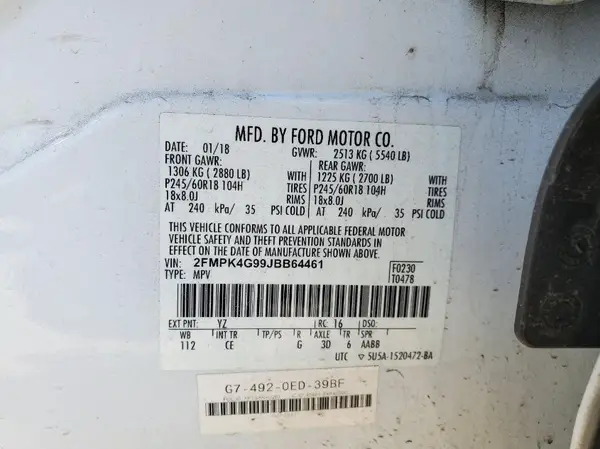 MFD. BY FORD MOTOR CO.
DATE: 01/18 GVWR: 2513 KG ( 5540 LB)
FRONT GAWR: REAR GAWR:
1306 KG ( 2880 LB) WITH 1225 KG ( 2700 LB) WITH
P245/60R18 104H TIRES P245/60R18 104H TIRES
18x8.0J RIMS 18x8.0J RIMS
AT 240 kPa/ 35 PSI COLD AT 240 kPa/ 35 PSI COLD
THIS VEHICLE CONFORMS TO ALL APPLICABLE FEDERAL MOTOR
VEHICLE SAFETY AND THEFT PREVENTION STANDARDS IN
EFFECT ON THE DATE OF MANUFACTURE SHOWN ABOVE.
VIN: 2FMPK4G99JBB64461 F0230
TYPE: MPV T0478
EXT PNT: YZ RC: 16 DSO:
WB INT TR TP/PS R AXLE TR SPR
112 CE G 3D 6 AABB
UTC 5U5A-1520472-BA
G7-492-0ED-39BF